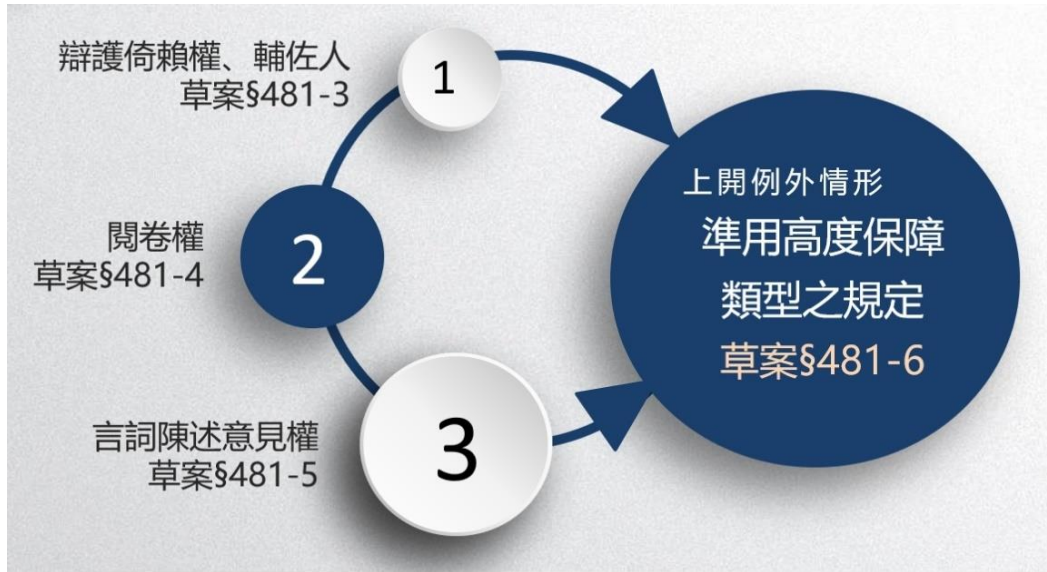 辯護倚賴權、輔佐人
草案§481-3
1
閱卷權
草案§481-4
2
言詞陳述意見權
草案§481-5
3
上開例外情形
準用高度保障
類型之規定
草案§481-6